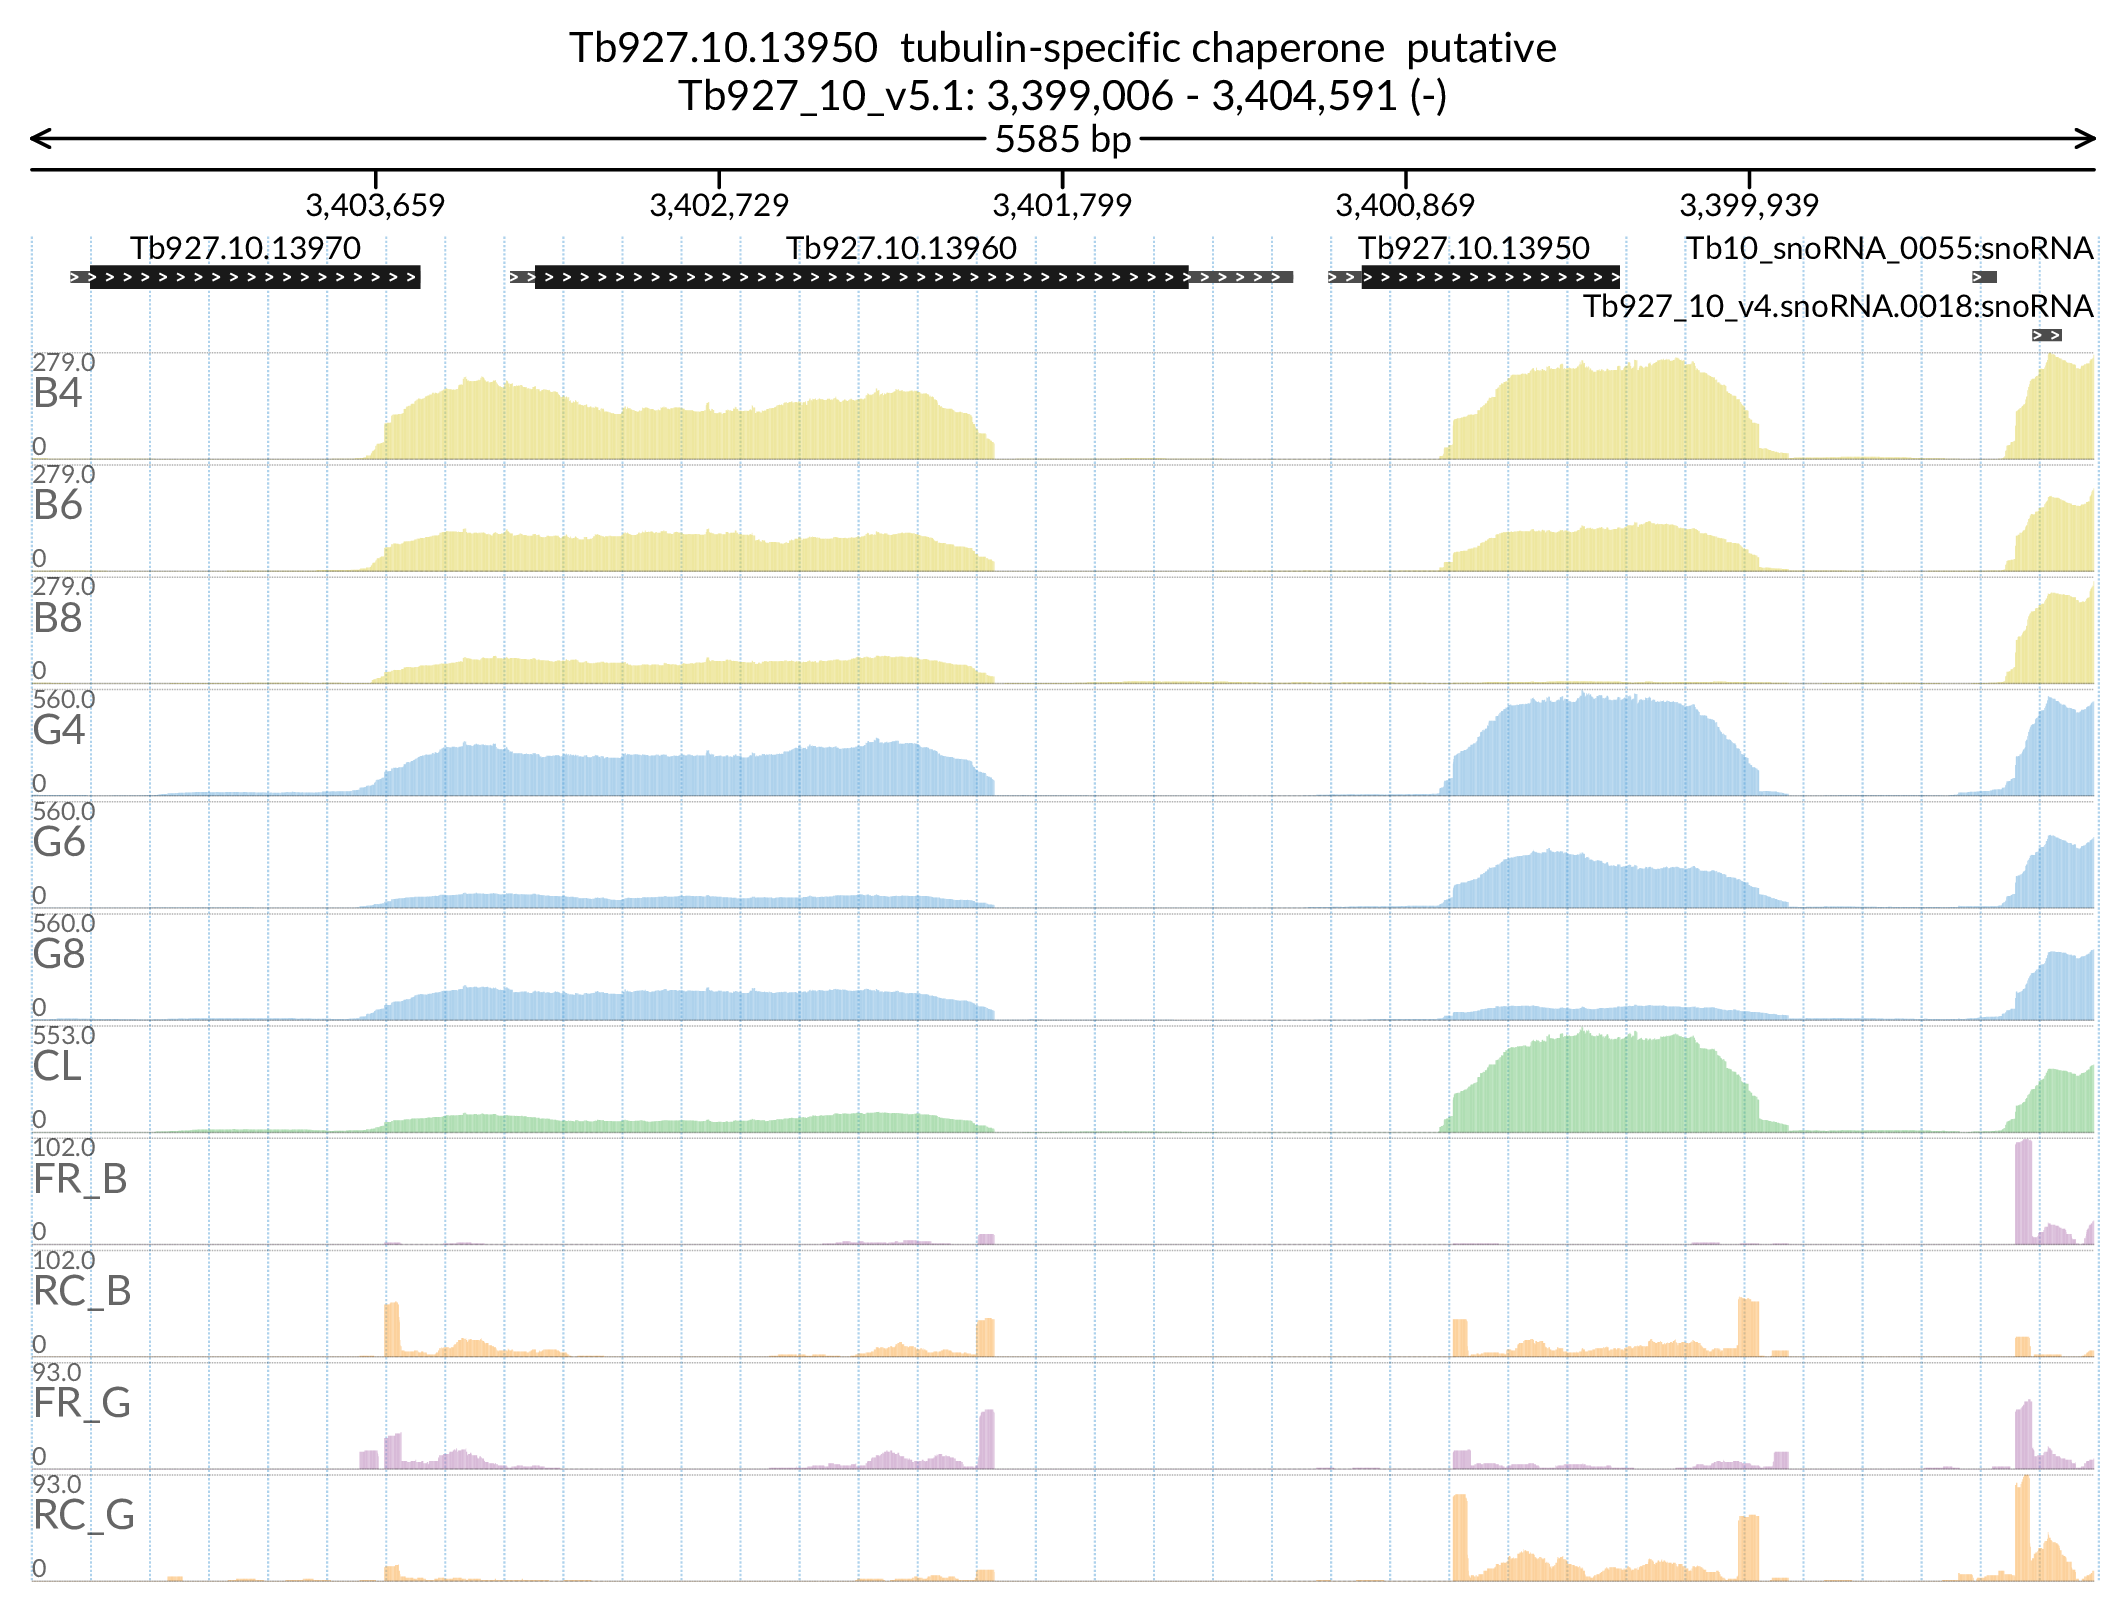 Tb927.10.13950  tubulin-specific chaperone  putative
Tb927_10_v5.1: 3,399,006 - 3,404,591 (-)
5585 bp
3,403,659 3,402,729 3,401,799 3,400,869 3,399,939
Tb927.10.13970 Tb927.10.13960 Tb927.10.13950 Tb10_snoRNA_0055:snoRNA
Tb927_10_v4.snoRNA.0018:snoRNA
279.0
B4
0
279.0
B6
0
279.0
B8
0
560.0
G4
0
560.0
G6
0
560.0
G8
0
553.0
CL
0
102.0
FR_B
0
102.0
RC_B
0
93.0
FR_G
0
93.0
RC_G
0